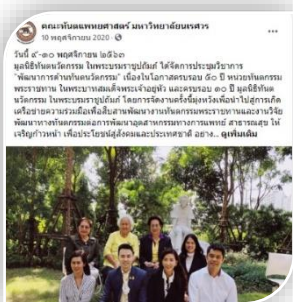 คณะทันตแพทยศาสตร์ มหาวิทยาลัยนเรศวร
10 พฤศจิกายน 2020
วันนี้ ๙-๑๐ พฤศจิกายน ๒๕๖๓
มูลนิธิทันตนวัตกรรม ในพระบรมราชูปถัมภ์ ได้จัดการประชุมวิชาการ
"พัฒนาการด้านทันตนวัตกรรม" เนื่องในโอกาสครบรอบ ๕๐ ปี หน่วยทันตกรรม
พระราชทาน ในพระบาทสมเด็จพระเจ้าอยู่หัว และครบรอบ ๑๐ ปี มูลนิธิทันต
นวัตกรรม ในพระบรมราชูปถัมภ์ โดยการจัดงานครั้งนี้มุ่งหวังเพื่อนำไปสู่การเกิด
เครือข่ายความร่วมมือเพื่อสืบสานพัฒนางานทันตกรรมพระราชทานและงานวิจัย
พัฒนาทางทันตกรรมต่อการพัฒนาอุตสาหกรรมทางการแพทย์ สาธารณสุข ให้
เจริญก้าวหน้า เพื่อประโยชน์สู่สังคมและประเทศชาติ อย่าง... ดูเพิ่มเติม